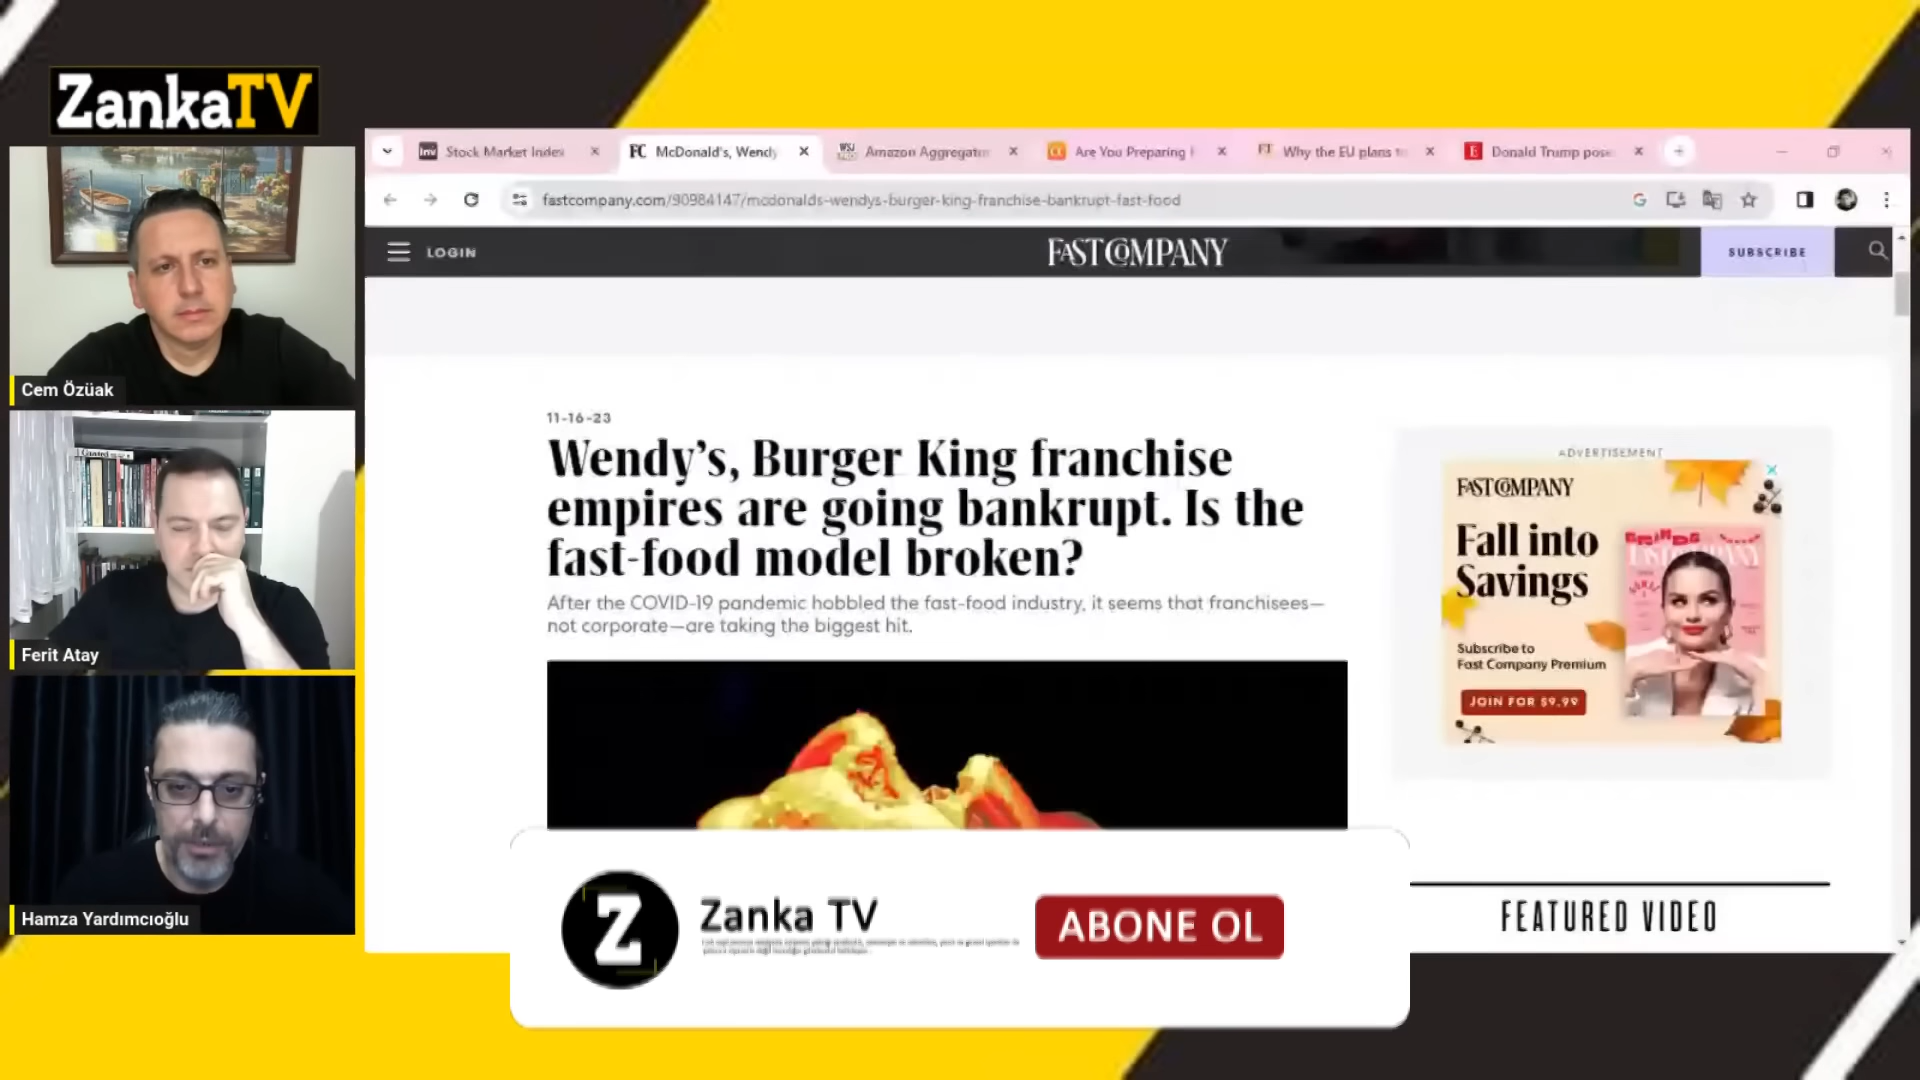 ZankaTV
Cem Özüak
Ferit Atay
Hamza Yardımcıoğlu
Stock Market Index
McDonald's, Wendy
Amazon Aggregator
Are You Preparing
Why the EU plans to
Donald Trump pose
fastcompany.com/90984147/mcdonalds-wendys-burger-king-franchise-bankrupt-fast-food
LOGIN
FAST COMPANY
SUBSCRIBE
11-16-23
Wendy's, Burger King franchise
empires are going bankrupt. Is the
fast-food model broken?
After the COVID-19 pandemic hobbled the fast-food industry, it seems that franchisees—
not corporate—are taking the biggest hit.
ADVERTISEMENT
FAST COMPANY
Fall into
Savings
Subscribe to
Fast Company Premium
JOIN FOR $9.99
FEATURED VIDEO
Z
Zanka TV
ABONE OL